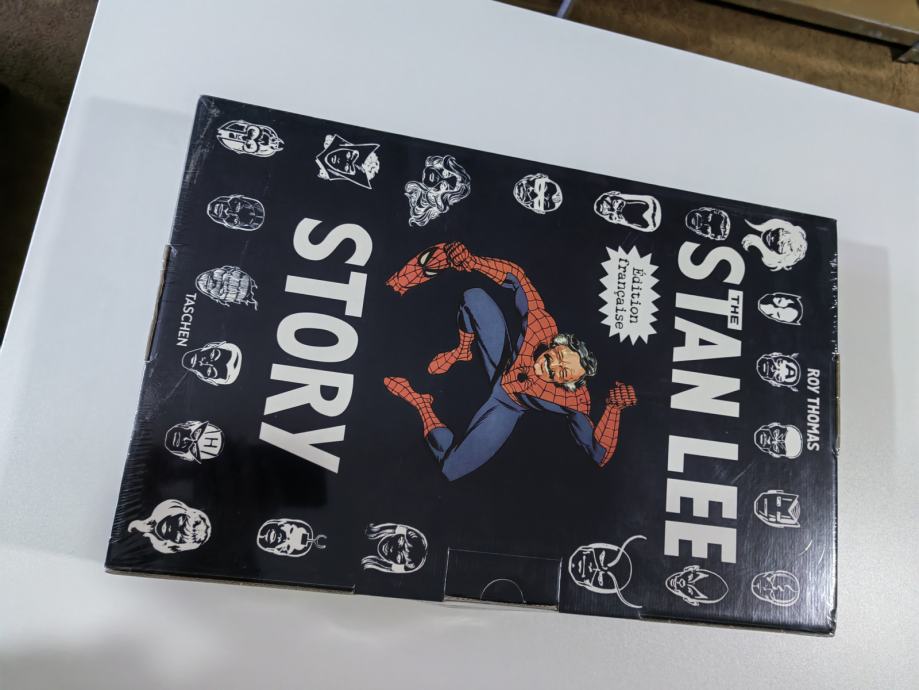 ROY THOMAS
THE
STAN LEE
Édition
française
STORY
TASCHEN